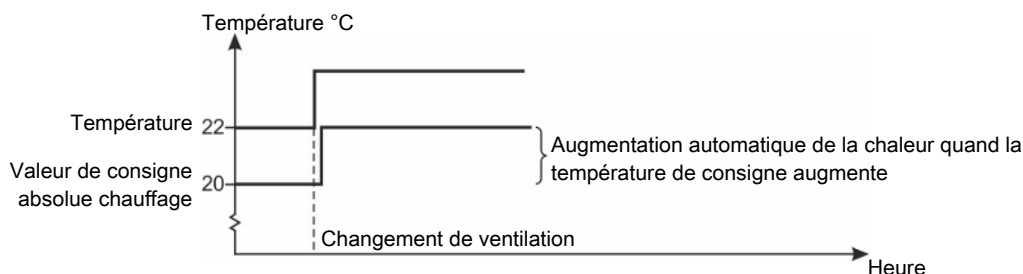 Température °C
Température 22
Valeur de consigne
absolue chauffage
20
Augmentation automatique de la chaleur quand la
température de consigne augmente
Changement de ventilation
Heure